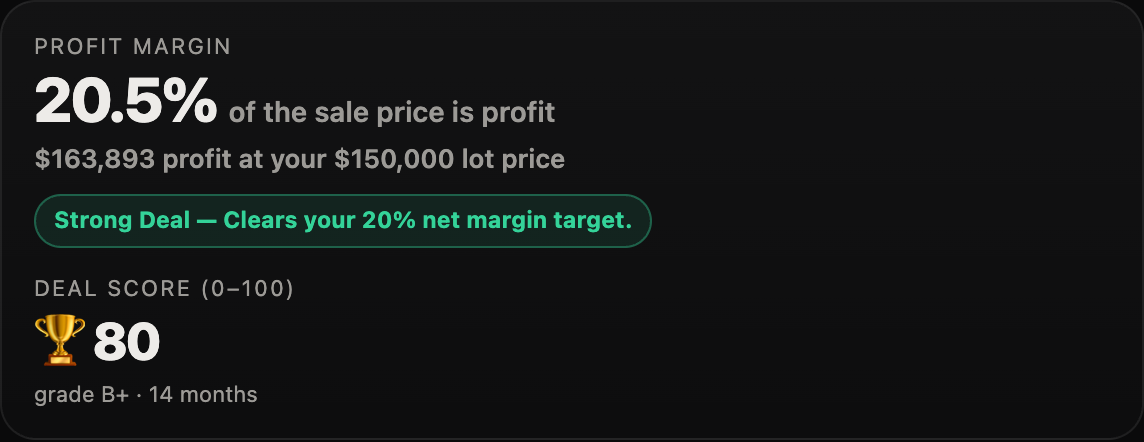 PROFIT MARGIN
20.5% of the sale price is profit
$163,893 profit at your $150,000 lot price
Strong Deal — Clears your 20% net margin target.
DEAL SCORE (0–100)
🏆 80
grade B+ · 14 months